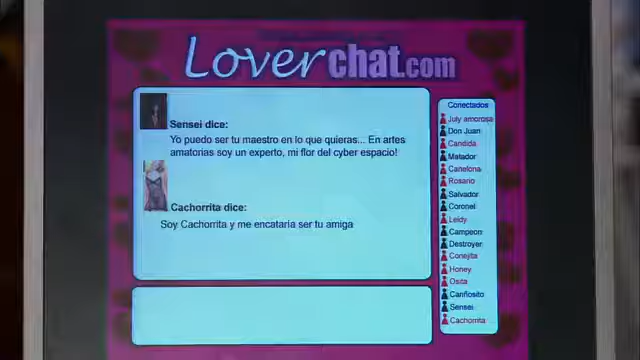 Loverchat.com
Sensei dice:
Yo puedo ser tu maestro en lo que quieras... En artes
amatorias soy un experto, mi flor del cyber espacio!
Cachorrita dice:
Soy Cachorrita y me encataria ser tu amiga
Conectados
July amorosa
Don Juan
Candida
Matador
Canelona
Rosario
Salvador
Coronel
Leidy
Campeon
Destroyer
Conejita
Honey
Osita
Cariñosito
Sensei
Cachorrita